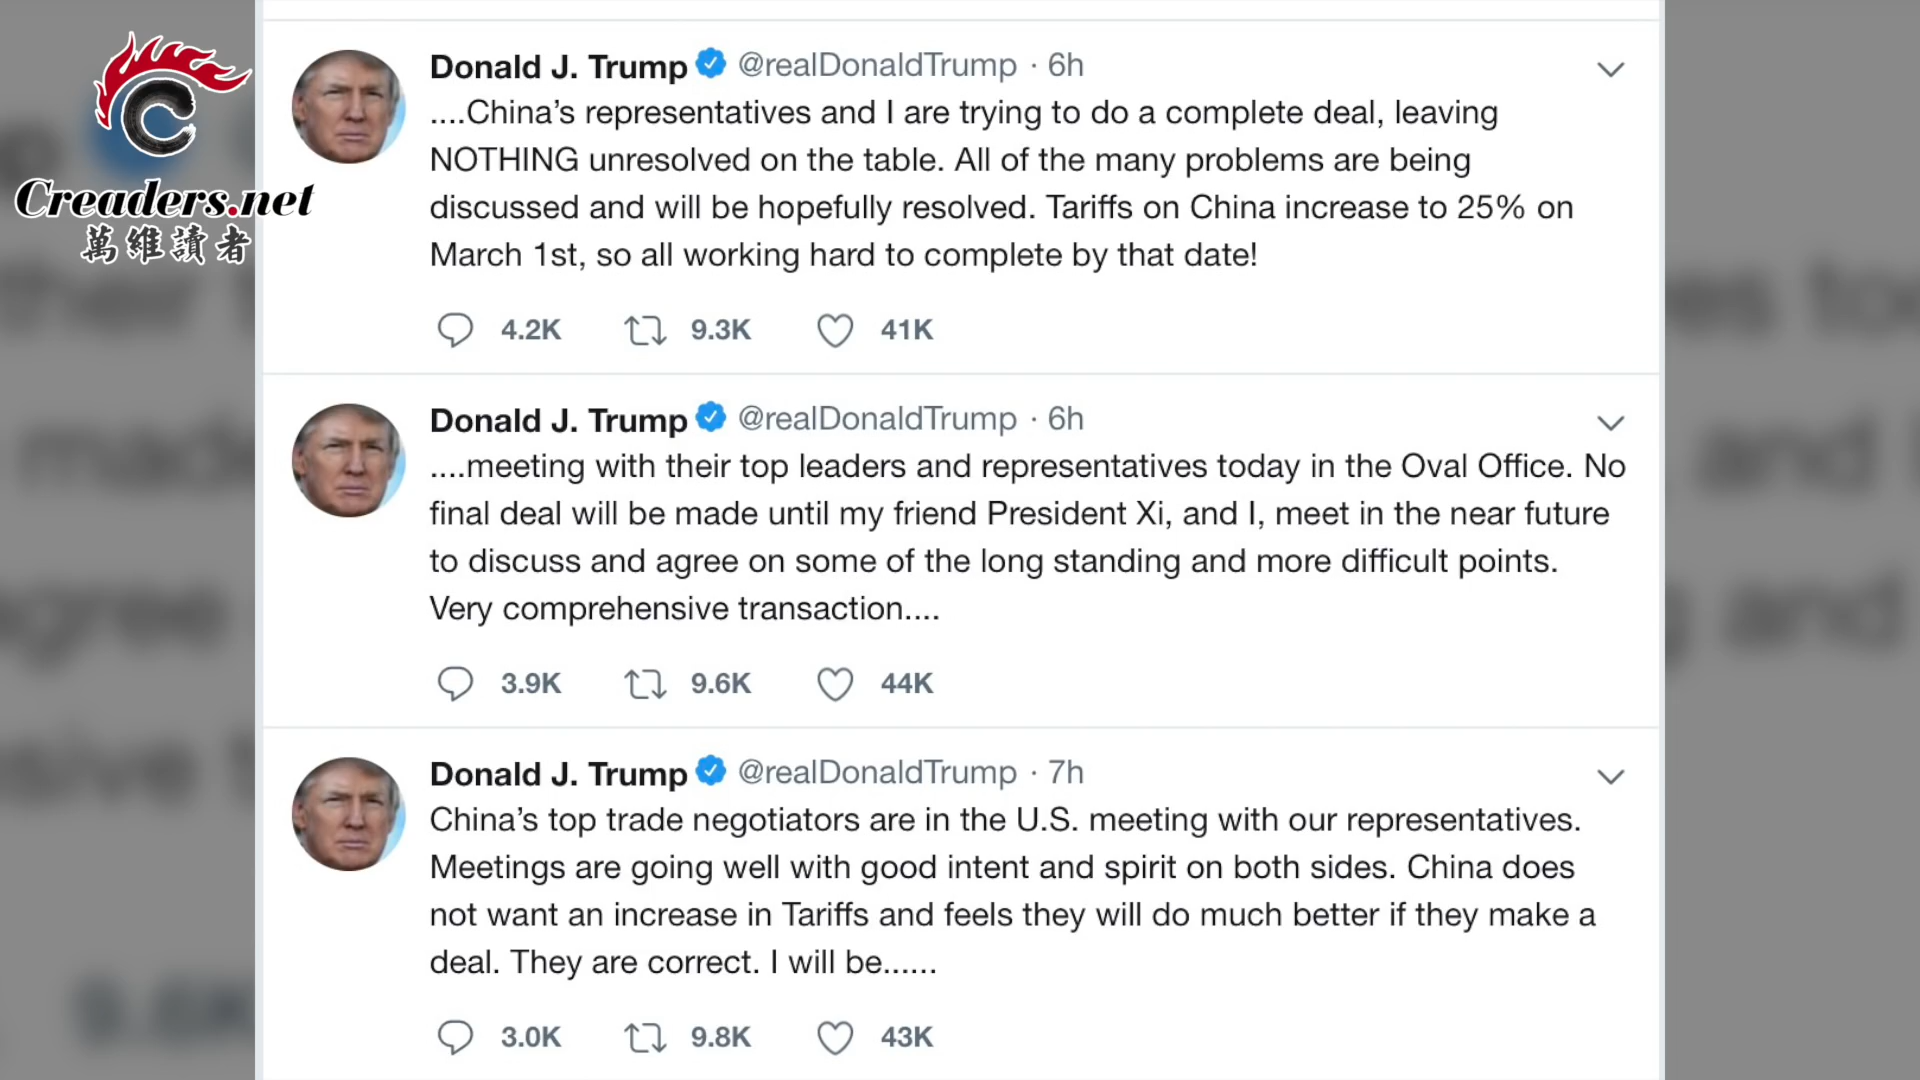 Creaders.net
萬維讀者
Donald J. Trump @realDonaldTrump · 6h
....China's representatives and I are trying to do a complete deal, leaving
NOTHING unresolved on the table. All of the many problems are being
discussed and will be hopefully resolved. Tariffs on China increase to 25% on
March 1st, so all working hard to complete by that date!
4.2K 9.3K 41K
Donald J. Trump @realDonaldTrump · 6h
....meeting with their top leaders and representatives today in the Oval Office. No
final deal will be made until my friend President Xi, and I, meet in the near future
to discuss and agree on some of the long standing and more difficult points.
Very comprehensive transaction....
3.9K 9.6K 44K
Donald J. Trump @realDonaldTrump · 7h
China's top trade negotiators are in the U.S. meeting with our representatives.
Meetings are going well with good intent and spirit on both sides. China does
not want an increase in Tariffs and feels they will do much better if they make a
deal. They are correct. I will be......
3.0K 9.8K 43K